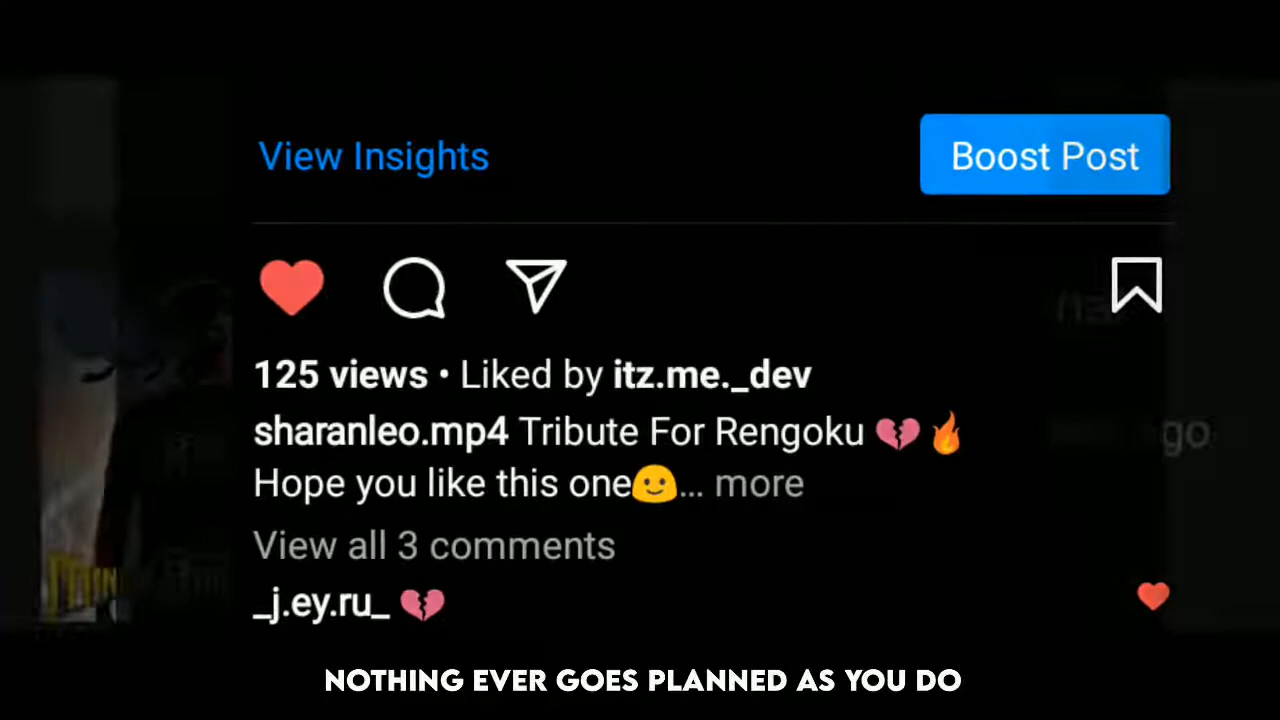 View Insights
Boost Post
125 views • Liked by itz.me._dev
sharanleo.mp4 Tribute For Rengoku 💔🔥
Hope you like this one🙂... more
View all 3 comments
_j.ey.ru_ 💔
NOTHING EVER GOES PLANNED AS YOU DO